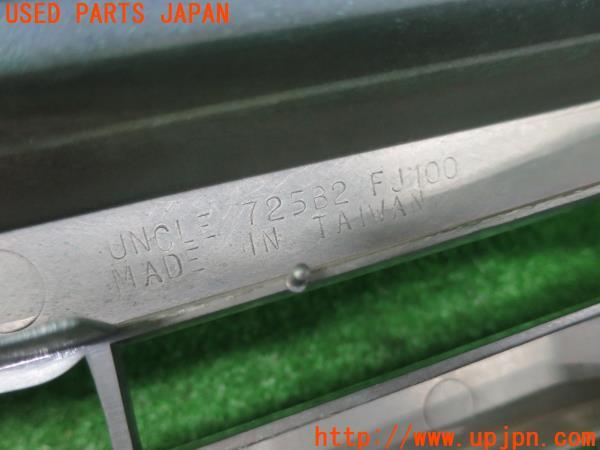 USED PARTS JAPAN
UNCLE 72582 FJ100
MADE IN TAIWAN
http://www.upjpn.com/